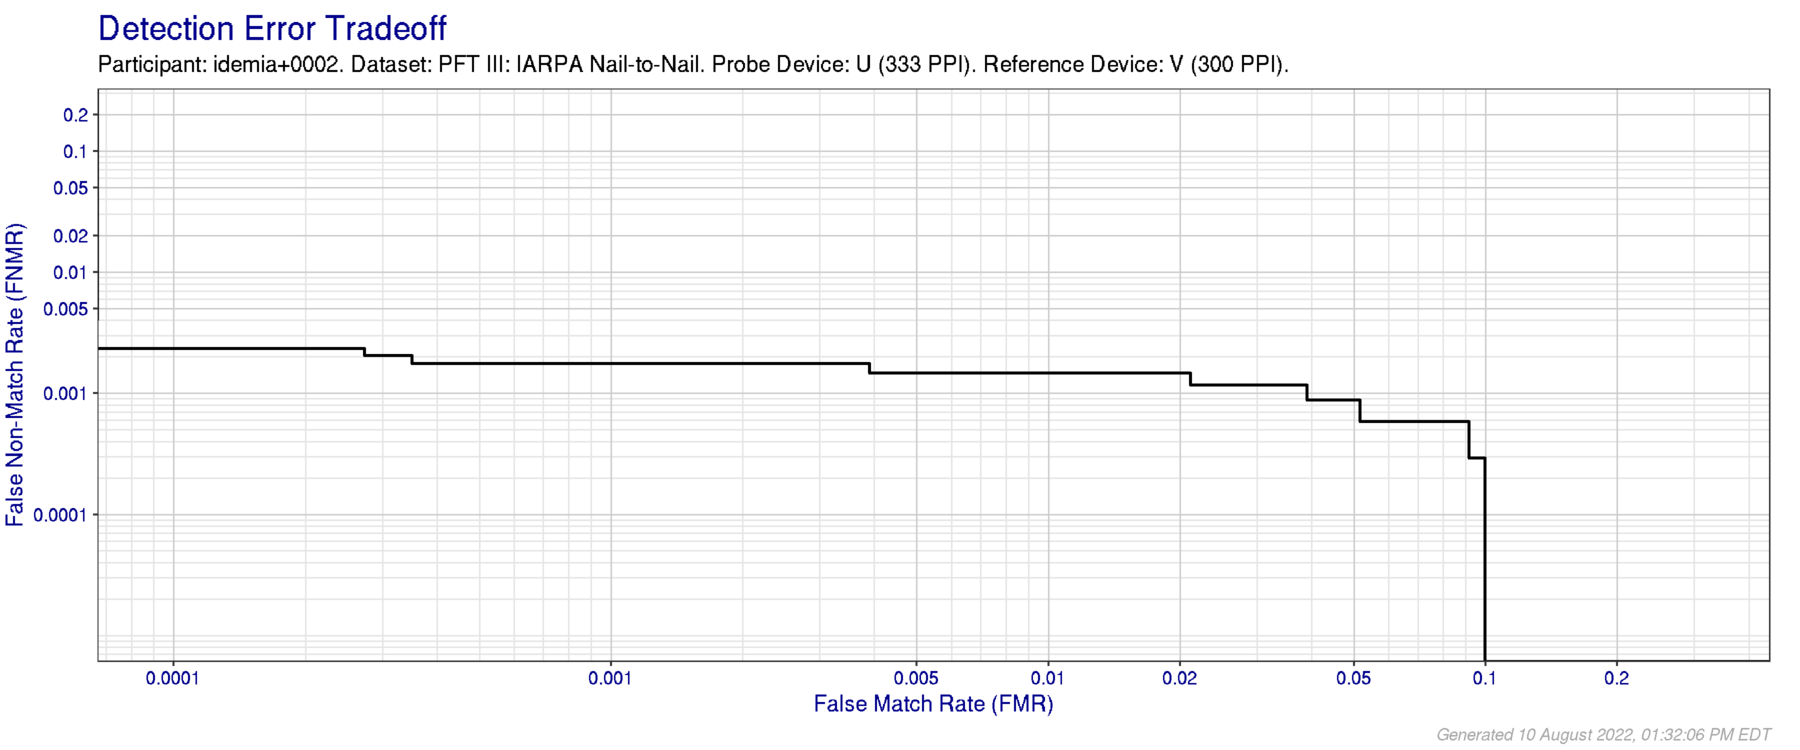 Detection Error Tradeoff
Participant: idemia+0002. Dataset: PFT III: IARPA Nail-to-Nail. Probe Device: U (333 PPI). Reference Device: V (300 PPI).
False Non-Match Rate (FNMR)
0.2
0.1
0.05
0.02
0.01
0.005
0.001
0.0001
0.0001 0.001 0.005 0.01 0.02 0.05 0.1 0.2
False Match Rate (FMR)
Generated 10 August 2022, 01:32:06 PM EDT